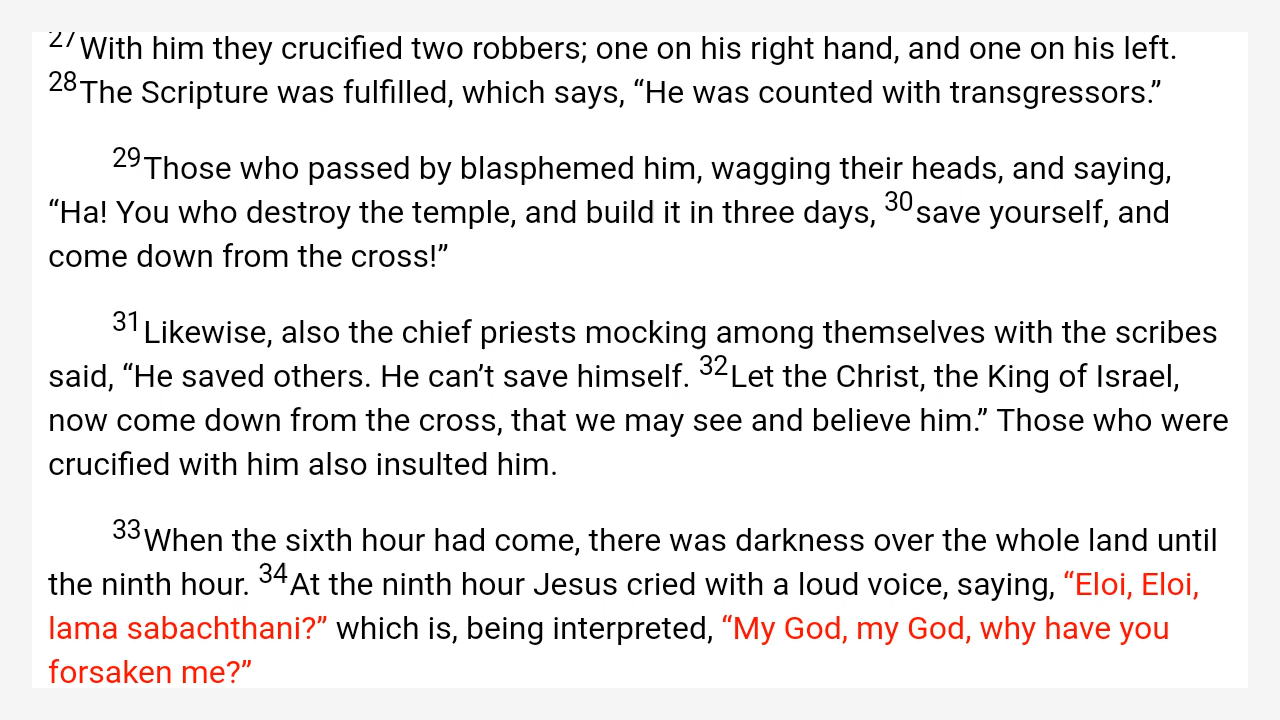 27With him they crucified two robbers; one on his right hand, and one on his left.
28The Scripture was fulfilled, which says, “He was counted with transgressors.”
29Those who passed by blasphemed him, wagging their heads, and saying,
“Ha! You who destroy the temple, and build it in three days, 30save yourself, and
come down from the cross!”
31Likewise, also the chief priests mocking among themselves with the scribes
said, “He saved others. He can’t save himself. 32Let the Christ, the King of Israel,
now come down from the cross, that we may see and believe him.” Those who were
crucified with him also insulted him.
33When the sixth hour had come, there was darkness over the whole land until
the ninth hour. 34At the ninth hour Jesus cried with a loud voice, saying, “Eloi, Eloi,
lama sabachthani?” which is, being interpreted, “My God, my God, why have you
forsaken me?”